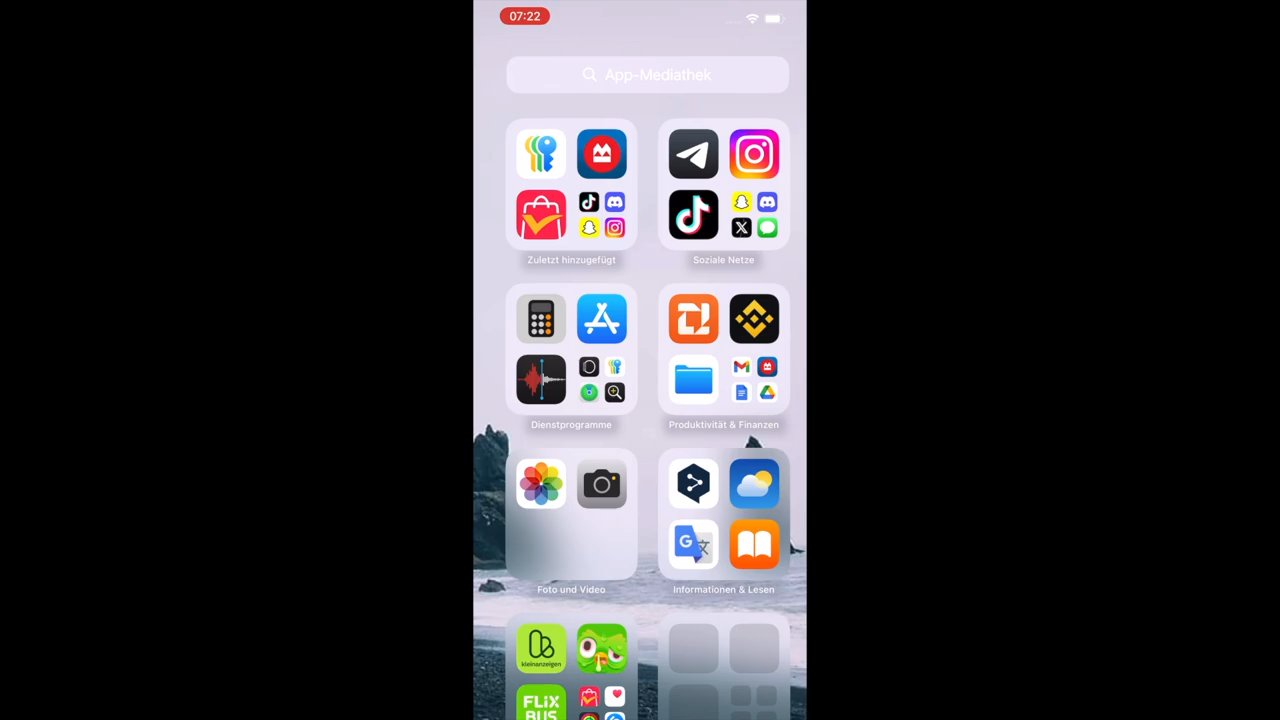 07:22
App-Mediathek
Zuletzt hinzugefügt
Soziale Netze
Dienstprogramme
Produktivität & Finanzen
Foto und Video
Informationen & Lesen
kleinanzeigen
FLiX
BUS